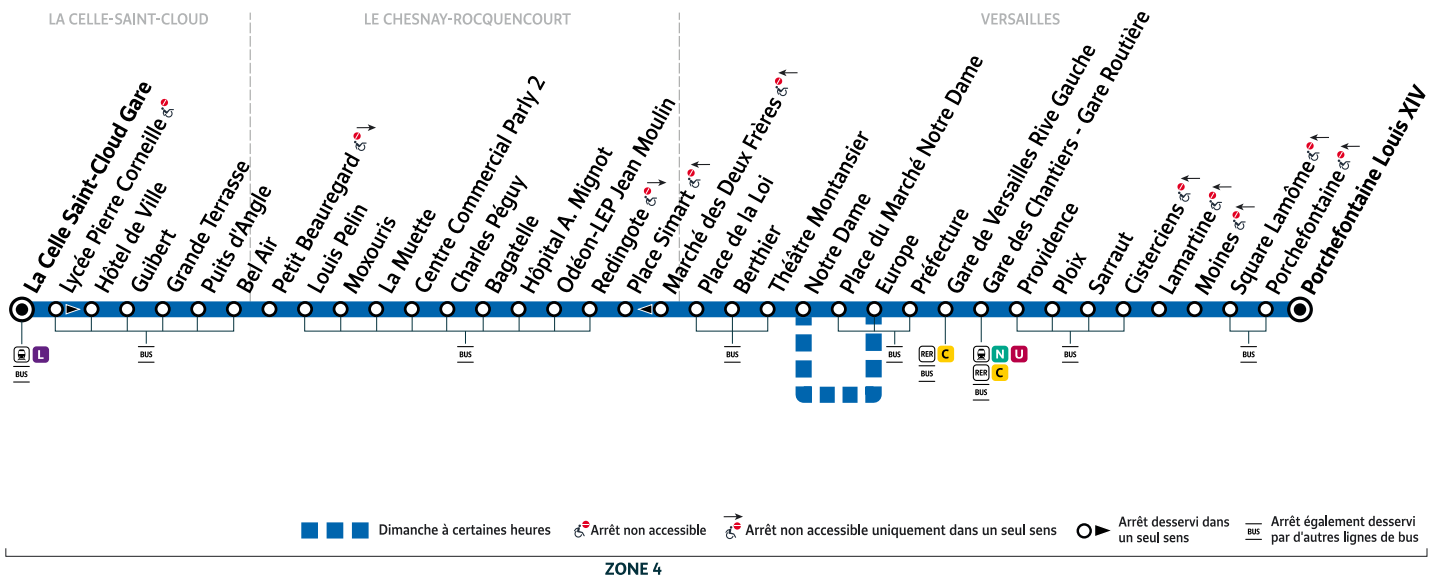 LA CELLE-SAINT-CLOUD
LE CHESNAY-ROCQUENCOURT
VERSAILLES
La Celle Saint-Cloud Gare
Lycée Pierre Corneille
Hôtel de Ville
Guibert
Grande Terrasse
Puits d'Angle
Bel Air
Petit Beauregard
Louis Pelin
Moxouris
La Muette
Centre Commercial Parly 2
Charles Péguy
Bagatelle
Hôpital A. Mignot
Odéon-LEP Jean Moulin
Redingote
Place Simart
Marché des Deux Frères
Place de la Loi
Berthier
Théâtre Montansier
Notre Dame
Place du Marché Notre Dame
Europe
Préfecture
Gare de Versailles Rive Gauche
Gare des Chantiers - Gare Routière
Providence
Ploix
Sarraut
Cisterciens
Lamartine
Moines
Square Lamôme
Porchefontaine
Porchefontaine Louis XIV
L
BUS
BUS
BUS
BUS
BUS
RER C
BUS
N U
RER C
BUS
BUS
BUS
Dimanche à certaines heures
Arrêt non accessible
Arrêt non accessible uniquement dans un seul sens
Arrêt desservi dans
un seul sens
BUS
Arrêt également desservi
par d'autres lignes de bus
ZONE 4